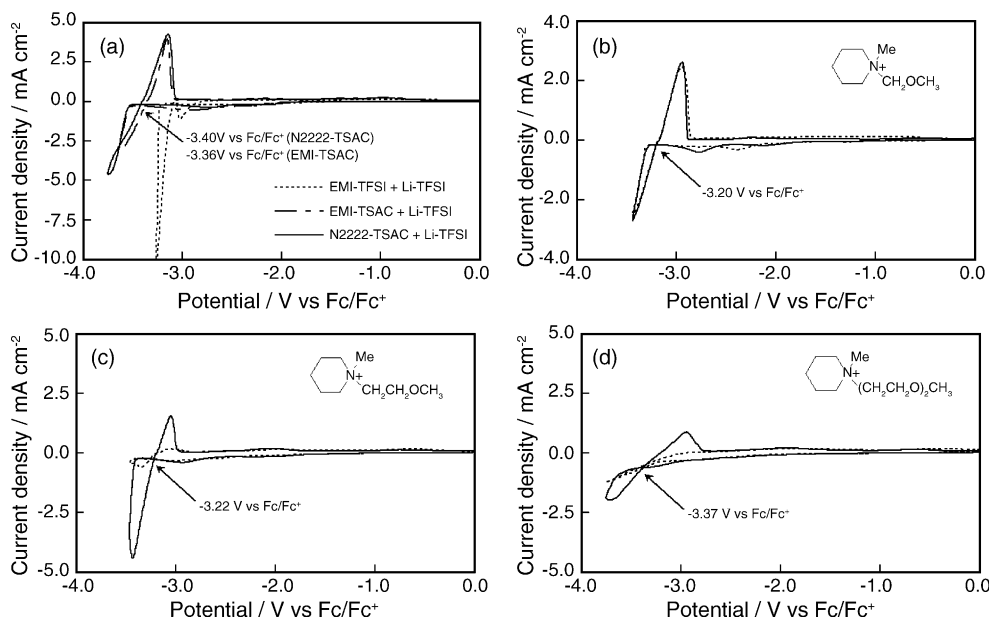 (a)
Current density / mA cm⁻²
5.0
2.5
0.0
-2.5
-5.0
-7.5
-10.0
-3.40V vs Fc/Fc⁺ (N2222-TSAC)
-3.36V vs Fc/Fc⁺ (EMI-TSAC)
EMI-TFSI + Li-TFSI
EMI-TSAC + Li-TFSI
N2222-TSAC + Li-TFSI
-4.0 -3.0 -2.0 -1.0 0.0
Potential / V vs Fc/Fc⁺
(b)
Current density / mA cm⁻²
4.0
2.0
0.0
-2.0
-4.0
Me
N⁺
CH₂OCH₃
-3.20 V vs Fc/Fc⁺
-4.0 -3.0 -2.0 -1.0 0.0
Potential / V vs Fc/Fc⁺
(c)
Current density / mA cm⁻²
5.0
2.5
0.0
-2.5
-5.0
Me
N⁺
CH₂CH₂OCH₃
-3.22 V vs Fc/Fc⁺
-4.0 -3.0 -2.0 -1.0 0.0
Potential / V vs Fc/Fc⁺
(d)
Current density / mA cm⁻²
5.0
2.5
0.0
-2.5
-5.0
Me
N⁺
(CH₂CH₂O)₂CH₃
-3.37 V vs Fc/Fc⁺
-4.0 -3.0 -2.0 -1.0 0.0
Potential / V vs Fc/Fc⁺